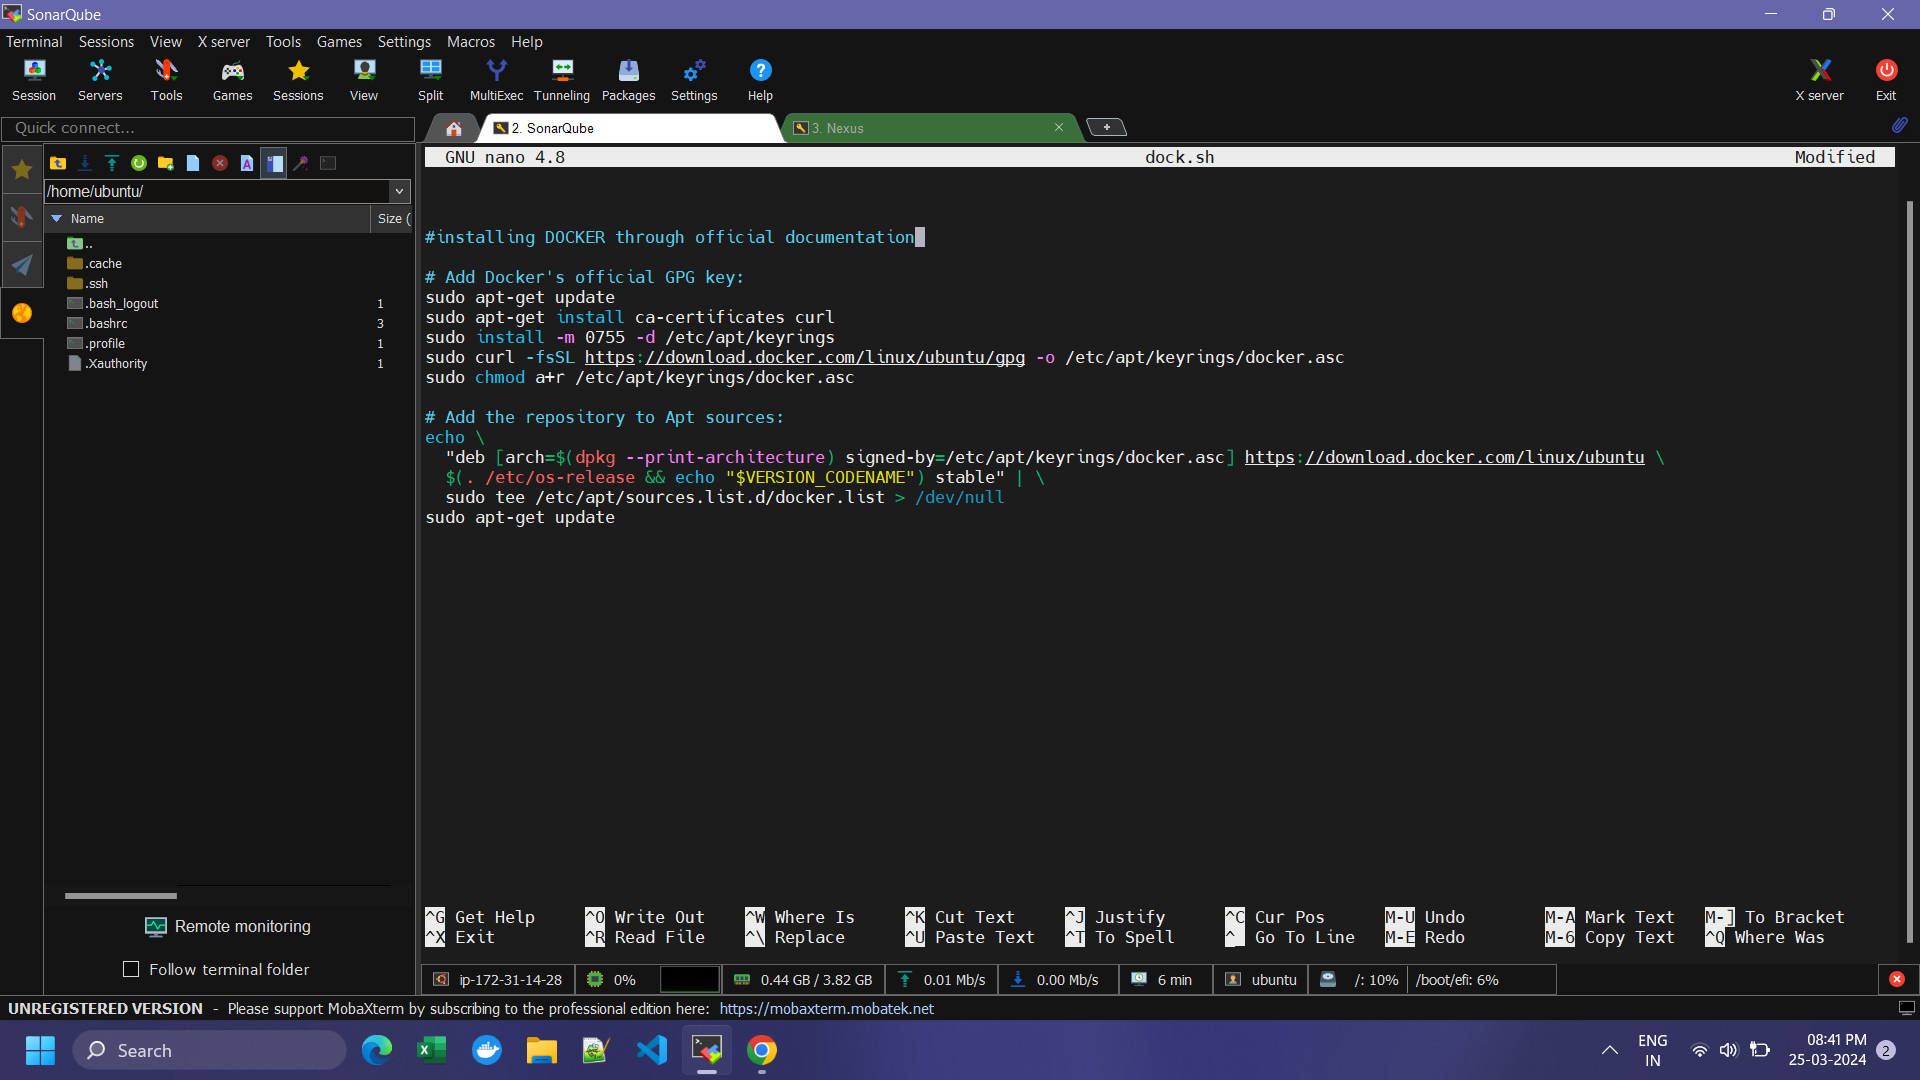 SonarQube
Terminal Sessions View X server Tools Games Settings Macros Help
Session Servers Tools Games Sessions View Split MultiExec Tunneling Packages Settings Help X server Exit
Quick connect...
2. SonarQube
3. Nexus
/home/ubuntu/
Name Size (
..
.cache
.ssh
.bash_logout 1
.bashrc 3
.profile 1
.Xauthority 1
Remote monitoring
Follow terminal folder
GNU nano 4.8 dock.sh Modified
#installing DOCKER through official documentation
# Add Docker's official GPG key:
sudo apt-get update
sudo apt-get install ca-certificates curl
sudo install -m 0755 -d /etc/apt/keyrings
sudo curl -fsSL https://download.docker.com/linux/ubuntu/gpg -o /etc/apt/keyrings/docker.asc
sudo chmod a+r /etc/apt/keyrings/docker.asc
# Add the repository to Apt sources:
echo \
"deb [arch=$(dpkg --print-architecture) signed-by=/etc/apt/keyrings/docker.asc] https://download.docker.com/linux/ubuntu \
$(. /etc/os-release && echo "$VERSION_CODENAME") stable" | \
sudo tee /etc/apt/sources.list.d/docker.list > /dev/null
sudo apt-get update
^G Get Help ^O Write Out ^W Where Is ^K Cut Text ^J Justify ^C Cur Pos M-U Undo M-A Mark Text M-] To Bracket
^X Exit ^R Read File ^\ Replace ^U Paste Text ^T To Spell ^_ Go To Line M-E Redo M-6 Copy Text ^Q Where Was
ip-172-31-14-28 0% 0.44 GB / 3.82 GB 0.01 Mb/s 0.00 Mb/s 6 min ubuntu /: 10% /boot/efi: 6%
UNREGISTERED VERSION - Please support MobaXterm by subscribing to the professional edition here: https://mobaxterm.mobatek.net
Search
ENG
IN
08:41 PM
25-03-2024
2